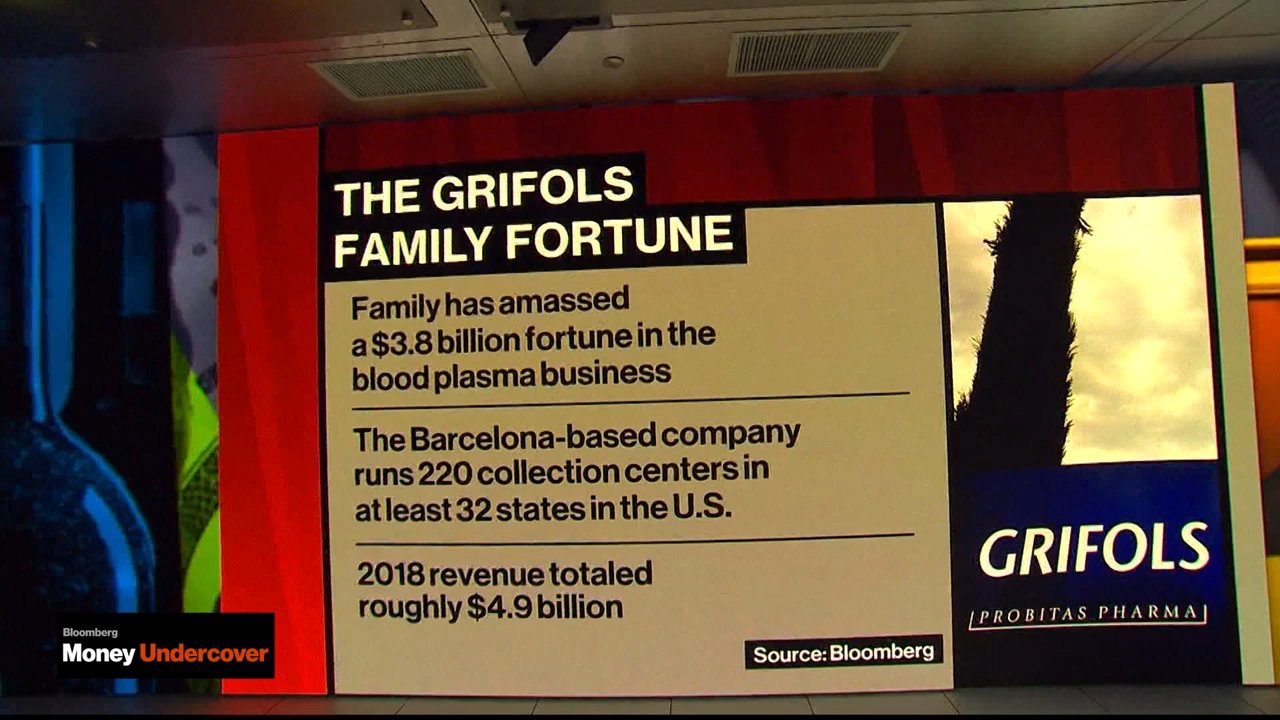 THE GRIFOLS
FAMILY FORTUNE
Family has amassed
a $3.8 billion fortune in the
blood plasma business
The Barcelona-based company
runs 220 collection centers in
at least 32 states in the U.S.
2018 revenue totaled
roughly $4.9 billion
Source: Bloomberg
GRIFOLS
PROBITAS PHARMA
Bloomberg
Money Undercover